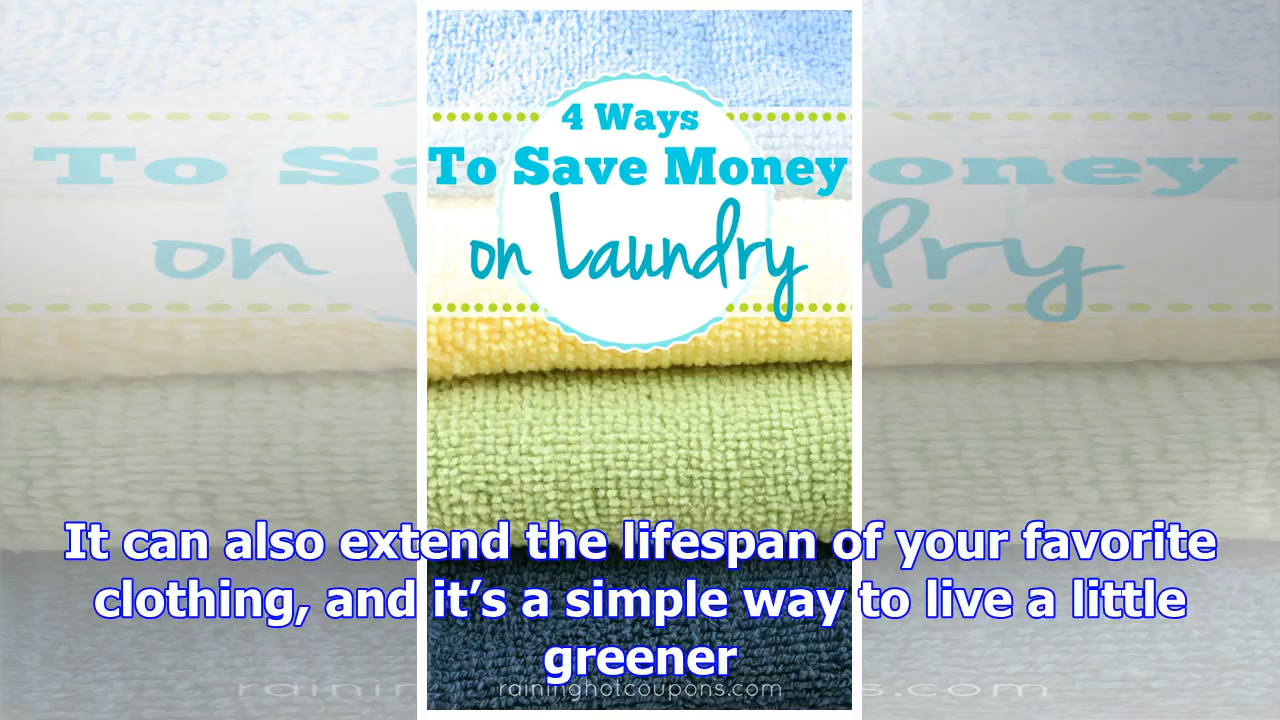 4 Ways
To Save Money
on Laundry
It can also extend the lifespan of your favorite
clothing, and it’s a simple way to live a little
greener
raininghotcoupons.com